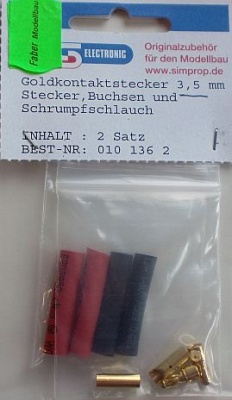 Faber Modellbau
S ELECTRONIC
Originalzubehör
für den Modellbau
www.simprop.de
Goldkontaktstecker 3,5 mm
Stecker,Buchsen und
Schrumpfschlauch
INHALT : 2 Satz
BEST-NR: 010 136 2